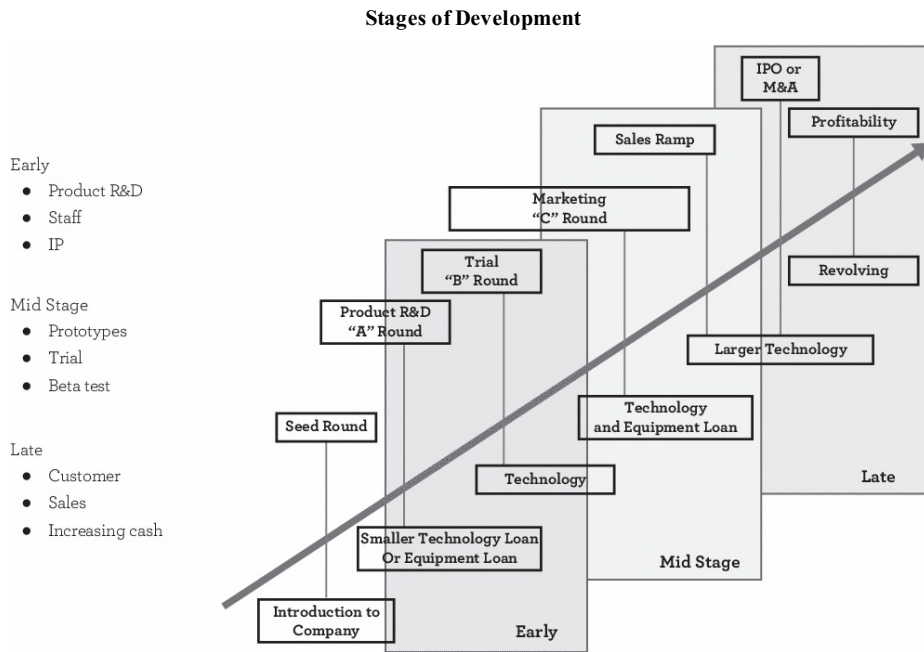 Stages of Development
Early
● Product R&D
● Staff
● IP
Mid Stage
● Prototypes
● Trial
● Beta test
Late
● Customer
● Sales
● Increasing cash
IPO or
M&A
Profitability
Sales Ramp
Marketing
“C” Round
Trial
“B” Round
Product R&D
“A” Round
Seed Round
Revolving
Larger Technology
Technology
and Equipment Loan
Technology
Smaller Technology Loan
Or Equipment Loan
Introduction to
Company
Early
Mid Stage
Late